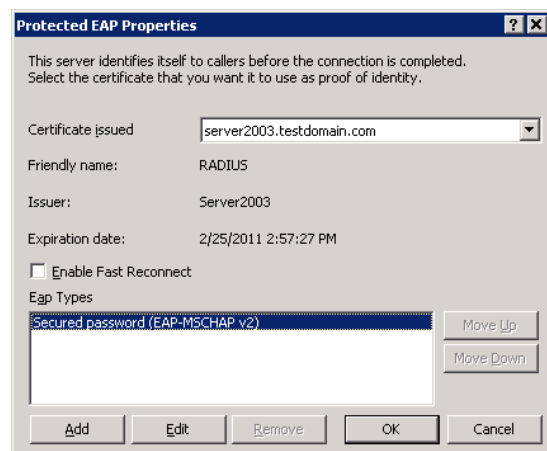 Protected EAP Properties
This server identifies itself to callers before the connection is completed.
Select the certificate that you want it to use as proof of identity.
Certificate issued server2003.testdomain.com
Friendly name: RADIUS
Issuer: Server2003
Expiration date: 2/25/2011 2:57:27 PM
Enable Fast Reconnect
Eap Types
Secured password (EAP-MSCHAP v2)
Move Up
Move Down
Add Edit Remove OK Cancel